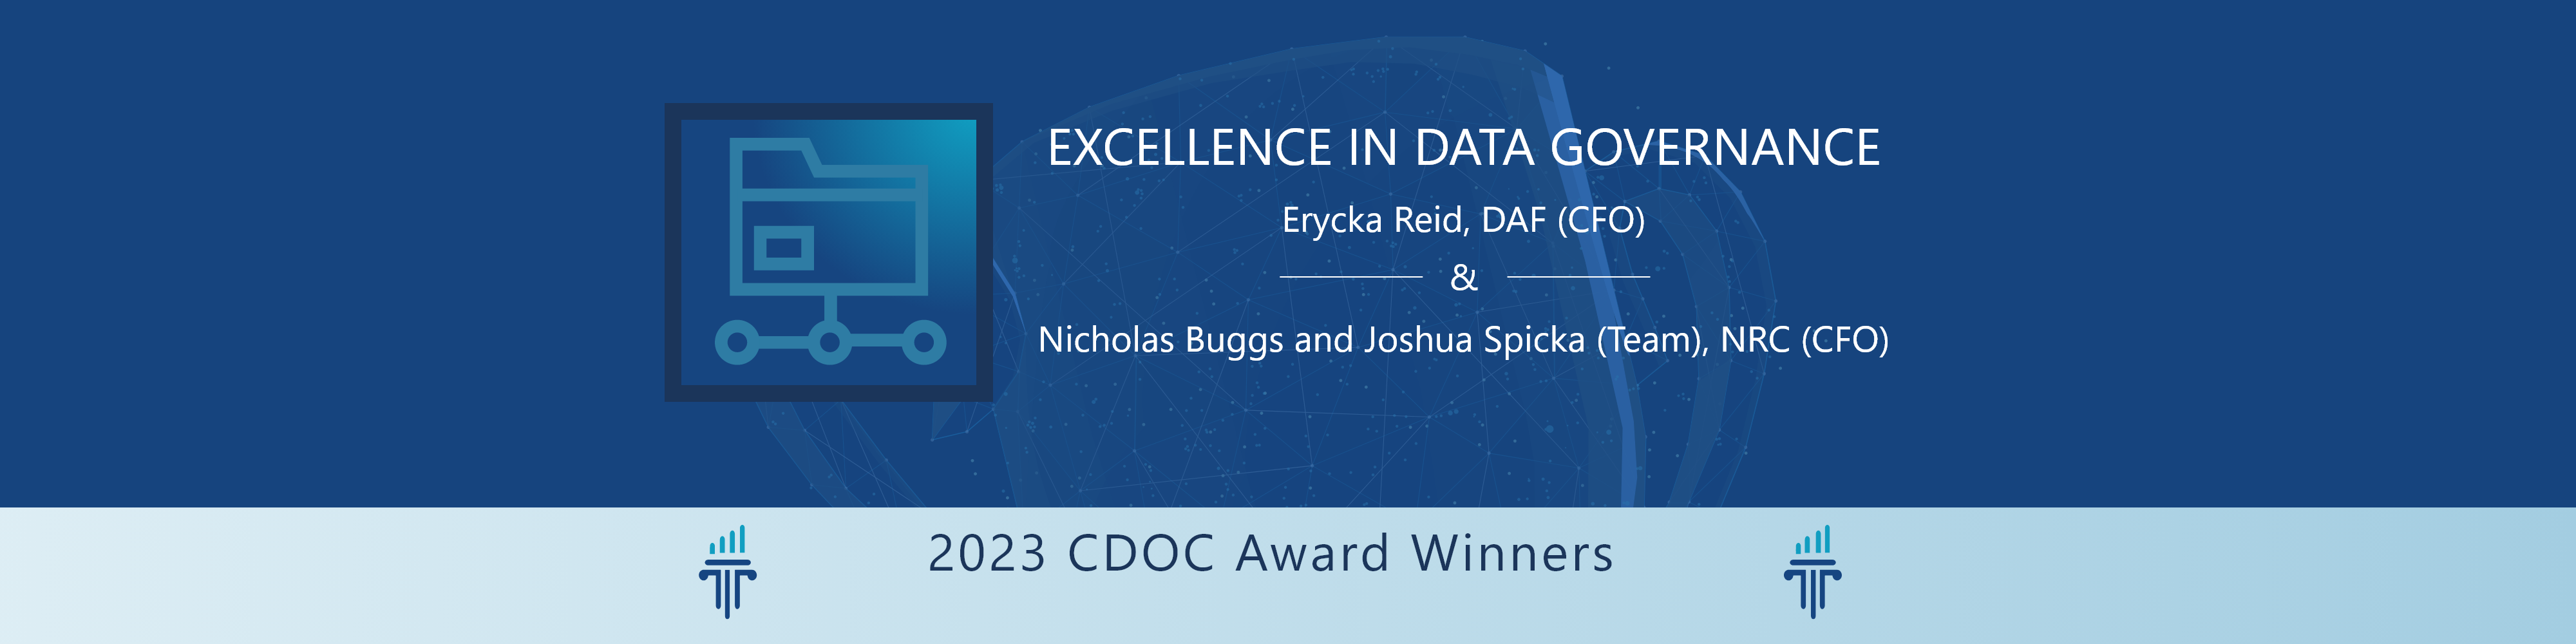 EXCELLENCE IN DATA GOVERNANCE
Erycka Reid, DAF (CFO)
&
Nicholas Buggs and Joshua Spicka (Team), NRC (CFO)
2023 CDOC Award Winners